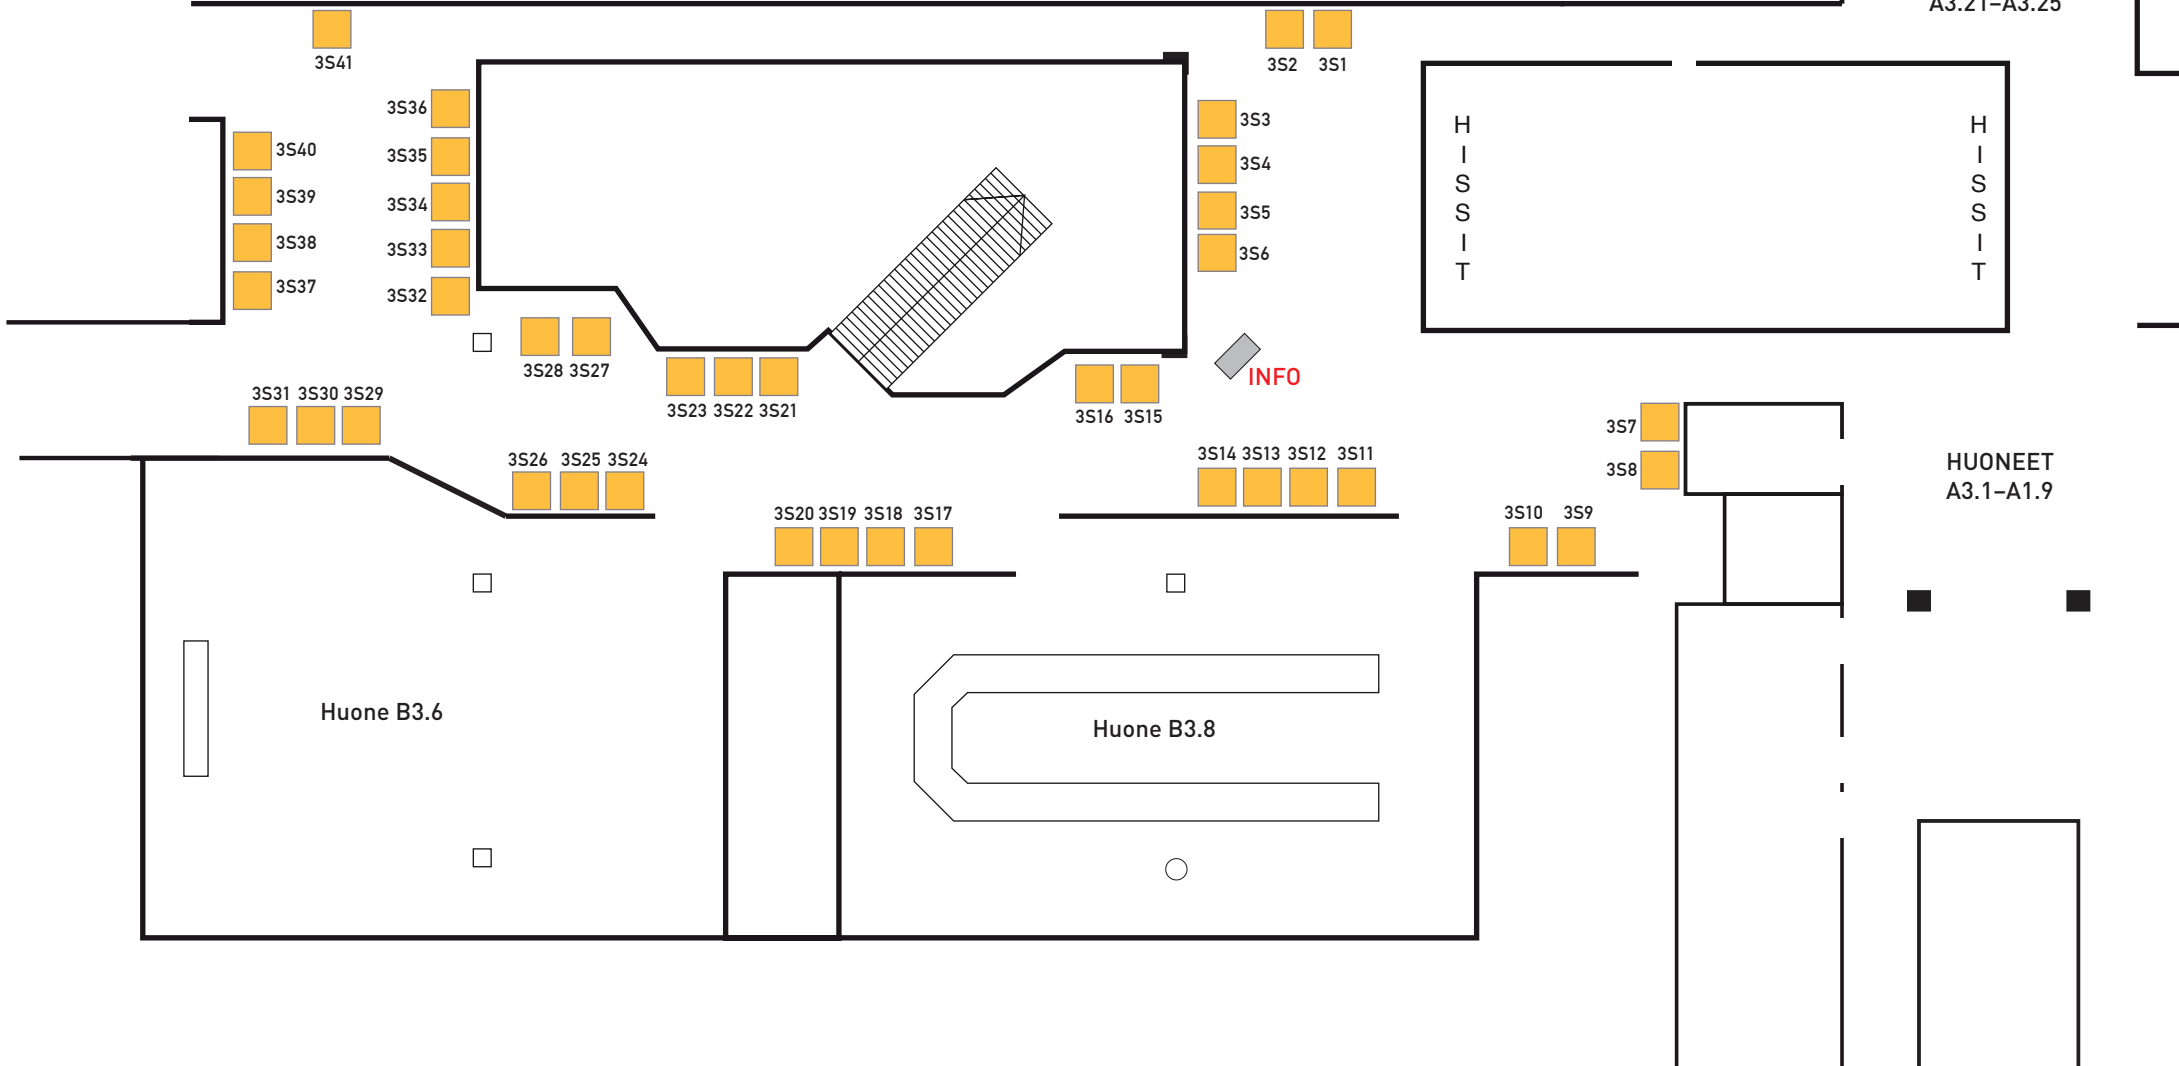 A3.21–A3.25
3S41
3S2 3S1
3S36
3S35
3S34
3S33
3S32
3S40
3S39
3S38
3S37
3S3
3S4
3S5
3S6
HISSIT
HISSIT
3S28 3S27
INFO
3S31 3S30 3S29
3S23 3S22 3S21
3S16 3S15
3S7
3S8
3S26 3S25 3S24
3S14 3S13 3S12 3S11
HUONEET
A3.1–A1.9
3S20 3S19 3S18 3S17
3S10 3S9
Huone B3.6
Huone B3.8